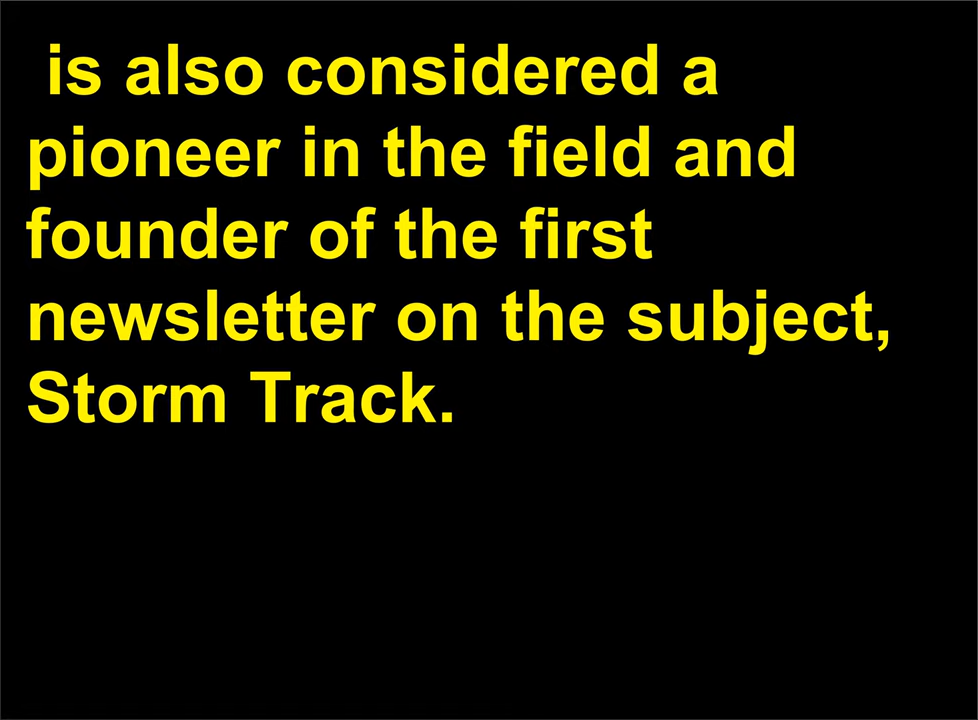 is also considered a
pioneer in the field and
founder of the first
newsletter on the subject,
Storm Track.